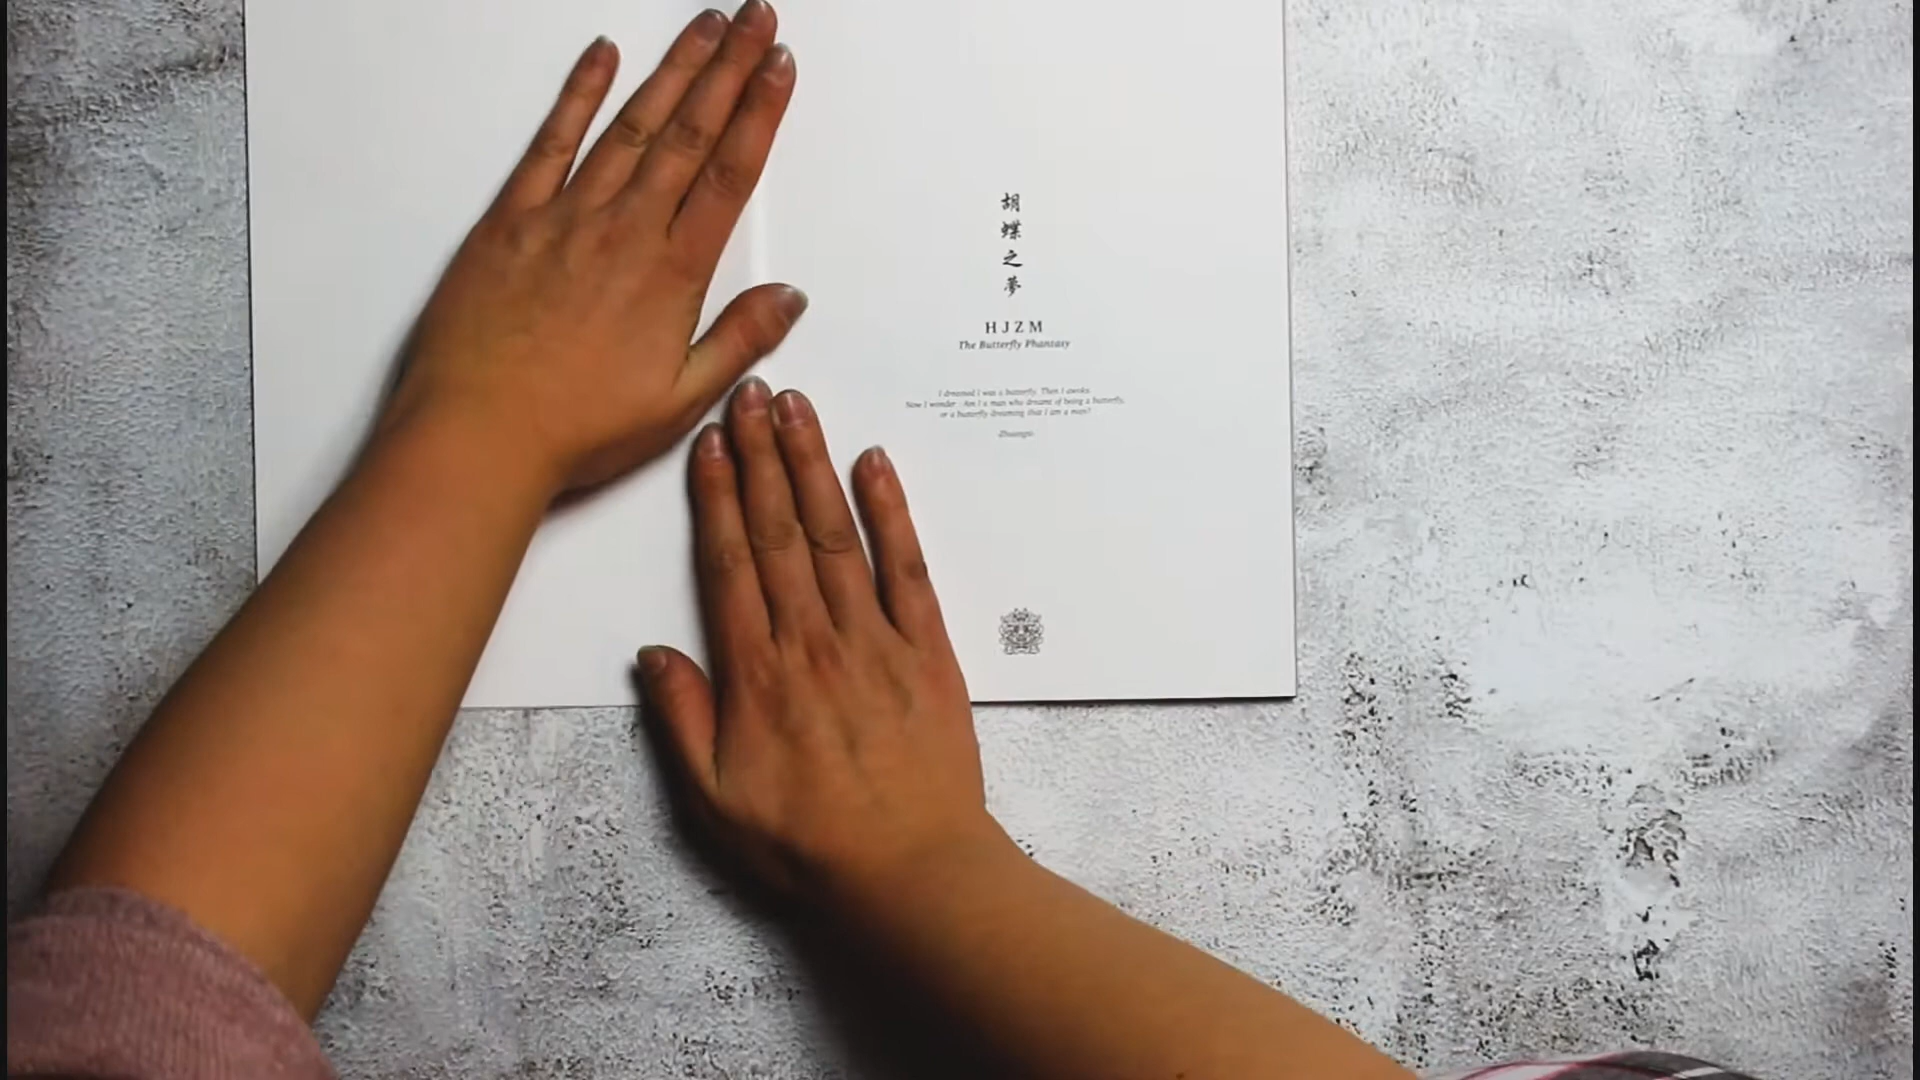 胡蝶之夢
HJZM
The Butterfly Phantasy
I dreamed I was a butterfly. Then I awoke.
Now I wonder - Am I a man who dreamt of being a butterfly,
or a butterfly dreaming that I am a man?
-Zhuangzi-